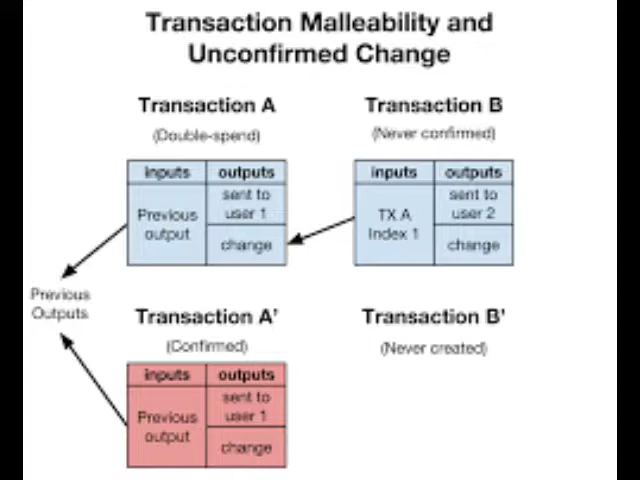 Transaction Malleability and
Unconfirmed Change
Transaction A
(Double-spend)
inputs outputs
Previous
output
sent to
user 1
change
Transaction B
(Never confirmed)
inputs outputs
TX A
Index 1
sent to
user 2
change
Previous
Outputs
Transaction A'
(Confirmed)
inputs outputs
Previous
output
sent to
user 1
change
Transaction B'
(Never created)